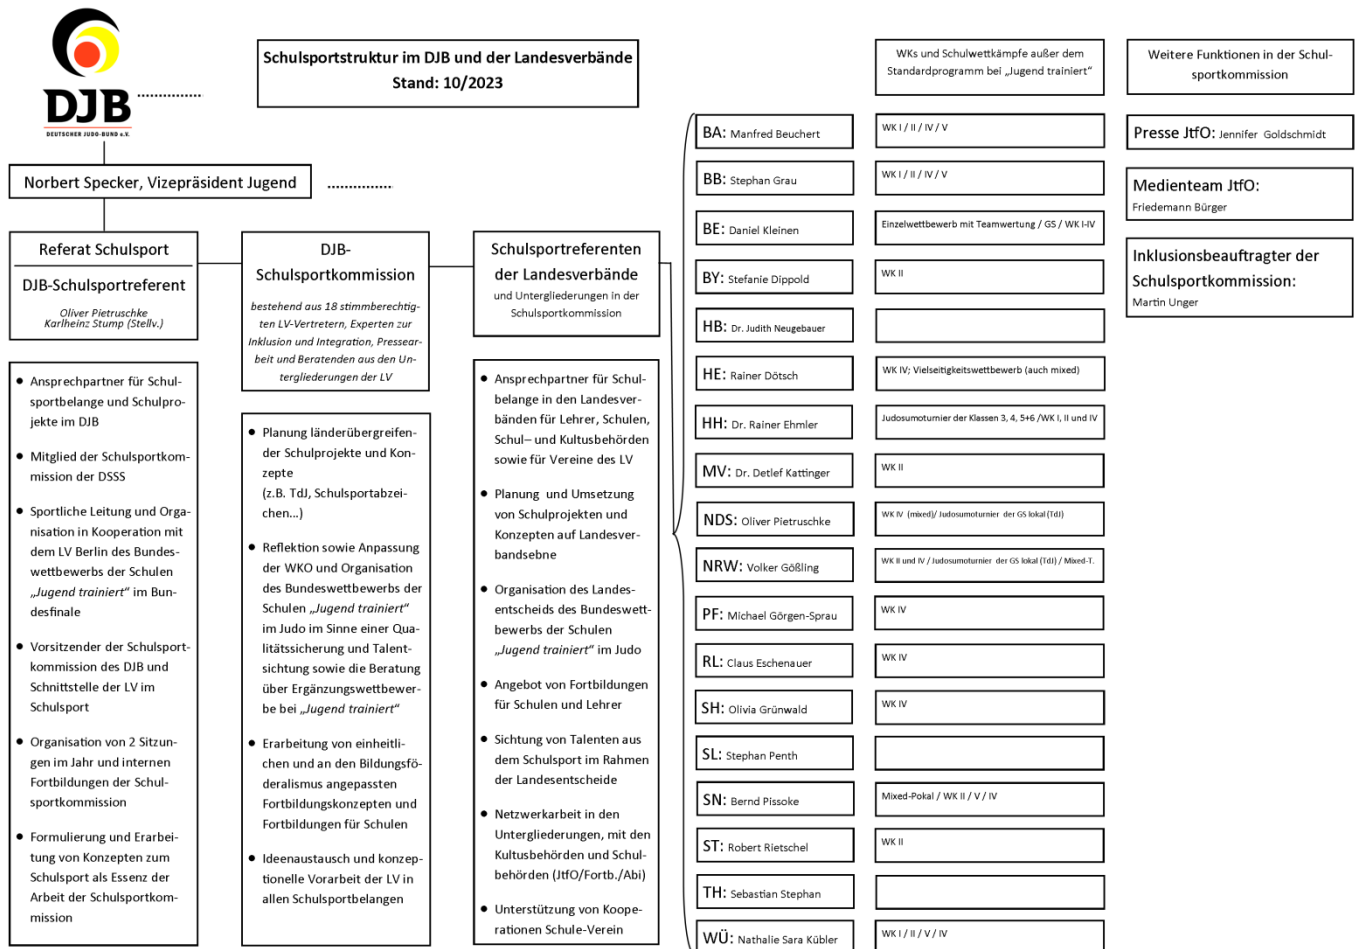 DJB
DEUTSCHER JUDO-BUND e.V.
Schulsportstruktur im DJB und der Landesverbände
Stand: 10/2023
WKs und Schulwettkämpfe außer dem
Standardprogramm bei „Jugend trainiert“
Weitere Funktionen in der Schul-
sportkommission
Norbert Specker, Vizepräsident Jugend
Referat Schulsport
DJB-Schulsportreferent
Oliver Pietruschke
Karlheinz Stump (Stellv.)
Ansprechpartner für Schul-
sportbelange und Schulpro-
jekte im DJB
Mitglied der Schulsportkom-
mission der DSSS
Sportliche Leitung und Orga-
nisation in Kooperation mit
dem LV Berlin des Bundes-
wettbewerbs der Schulen
„Jugend trainiert“ im Bun-
desfinale
Vorsitzender der Schulsport-
kommission des DJB und
Schnittstelle der LV im
Schulsport
Organisation von 2 Sitzun-
gen im Jahr und internen
Fortbildungen der Schul-
sportkommission
Formulierung und Erarbei-
tung von Konzepten zum
Schulsport als Essenz der
Arbeit der Schulsportkom-
mission
DJB-
Schulsportkommission
bestehend aus 18 stimmberechtig-
ten LV-Vertretern, Experten zur
Inklusion und Integration, Pressear-
beit und Beratenden aus den Un-
tergliederungen der LV
Planung länderübergreifen-
der Schulprojekte und Kon-
zepte
(z.B. TdJ, Schulsportabzei-
chen...)
Reflektion sowie Anpassung
der WKO und Organisation
des Bundeswettbewerbs der
Schulen „Jugend trainiert“
im Judo im Sinne einer Qua-
litätssicherung und Talent-
sichtung sowie die Beratung
über Ergänzungswettbewer-
be bei „Jugend trainiert“
Erarbeitung von einheitli-
chen und an den Bildungsfö-
deralismus angepassten
Fortbildungskonzepten und
Fortbildungen für Schulen
Ideenaustausch und konzep-
tionelle Vorarbeit der LV in
allen Schulsportbelangen
Schulsportreferenten
der Landesverbände
und Untergliederungen in der
Schulsportkommission
Ansprechpartner für Schul-
belange in den Landesver-
bänden für Lehrer, Schulen,
Schul– und Kultusbehörden
sowie für Vereine des LV
Planung und Umsetzung
von Schulprojekten und
Konzepten auf Landesver-
bandsebne
Organisation des Landes-
entscheids des Bundeswett-
bewerbs der Schulen
„Jugend trainiert“ im Judo
Angebot von Fortbildungen
für Schulen und Lehrer
Sichtung von Talenten aus
dem Schulsport im Rahmen
der Landesentscheide
Netzwerkarbeit in den
Untergliederungen, mit den
Kultusbehörden und Schul-
behörden (JtfO/Fortb./Abi)
Unterstützung von Koope-
rationen Schule-Verein
BA: Manfred Beuchert
WK I / II / IV / V
BB: Stephan Grau
WK I / II / IV / V
BE: Daniel Kleinen
Einzelwettbewerb mit Teamwertung / GS / WK I-IV
BY: Stefanie Dippold
WK II
HB: Dr. Judith Neugebauer
HE: Rainer Dötsch
WK IV; Vielseitigkeitswettbewerb (auch mixed)
HH: Dr. Rainer Ehmler
Judosumoturnier der Klassen 3, 4, 5+6 /WK I, II und IV
MV: Dr. Detlef Kattinger
WK II
NDS: Oliver Pietruschke
WK IV (mixed)/ Judosumoturnier der GS lokal (TdJ)
NRW: Volker Gößling
WK II und IV / Judosumoturnier der GS lokal (TdJ) / Mixed-T.
PF: Michael Görgen-Sprau
WK IV
RL: Claus Eschenauer
WK IV
SH: Olivia Grünwald
WK IV
SL: Stephan Penth
SN: Bernd Pissoke
Mixed-Pokal / WK II / V / IV
ST: Robert Rietschel
WK II
TH: Sebastian Stephan
WÜ: Nathalie Sara Kübler
WK I / II / V / IV
Presse JtfO: Jennifer Goldschmidt
Medienteam JtfO:
Friedemann Bürger
Inklusionsbeauftragter der
Schulsportkommission:
Martin Unger